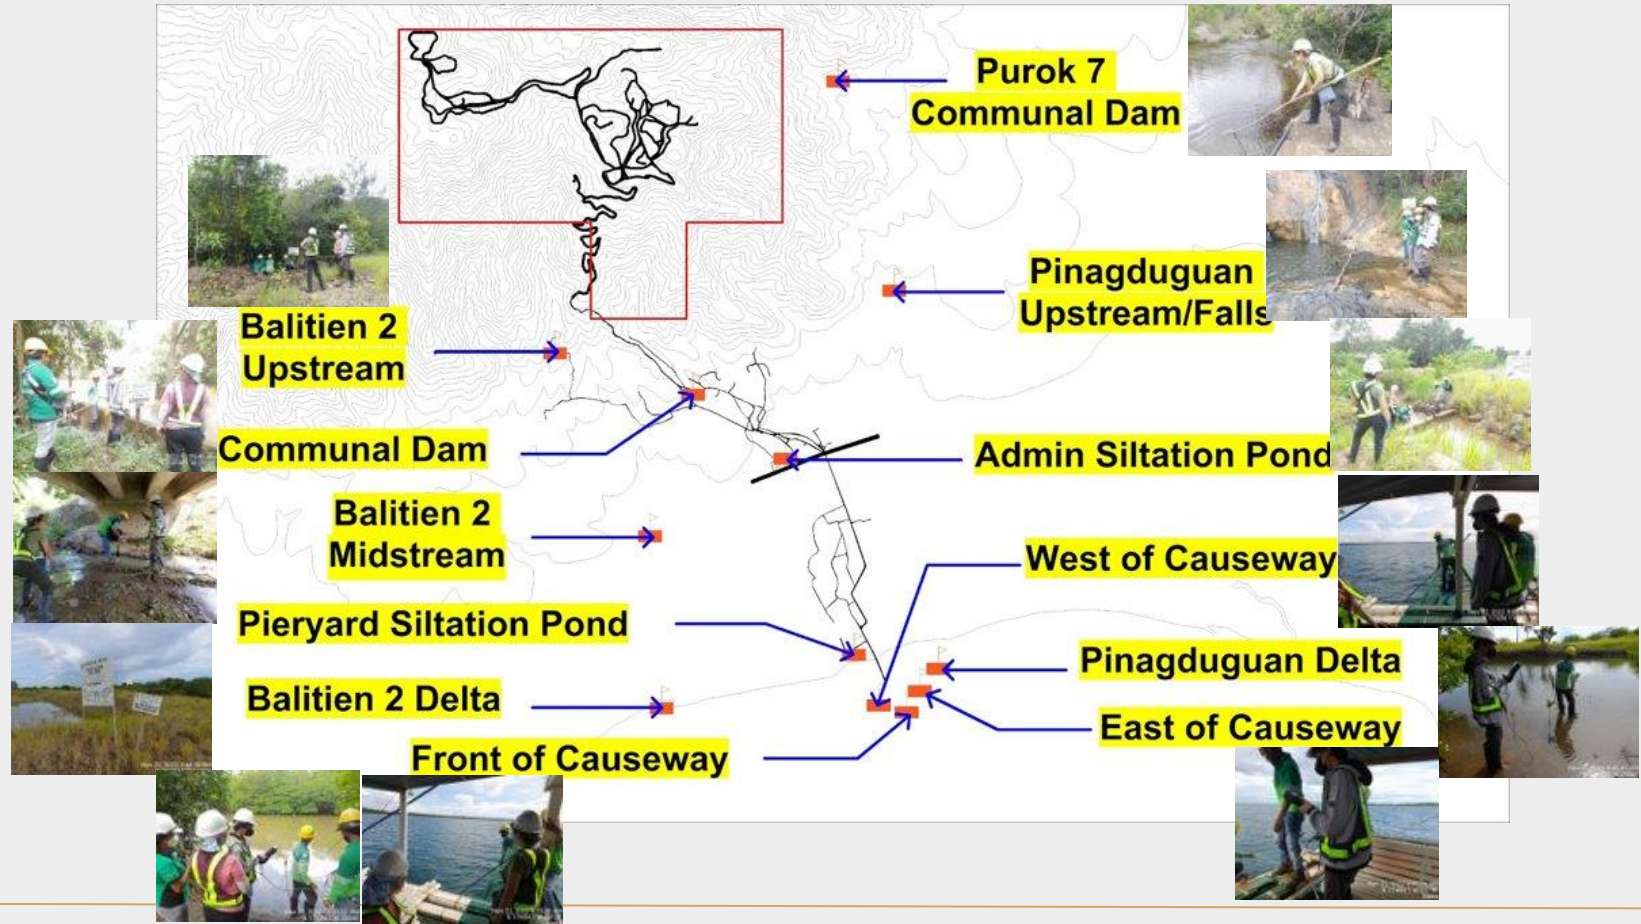 Purok 7
Communal Dam
Pinagduguan
Upstream/Falls
Balitien 2
Upstream
Communal Dam
Admin Siltation Pond
Balitien 2
Midstream
West of Causeway
Pieryard Siltation Pond
Pinagduguan Delta
Balitien 2 Delta
East of Causeway
Front of Causeway